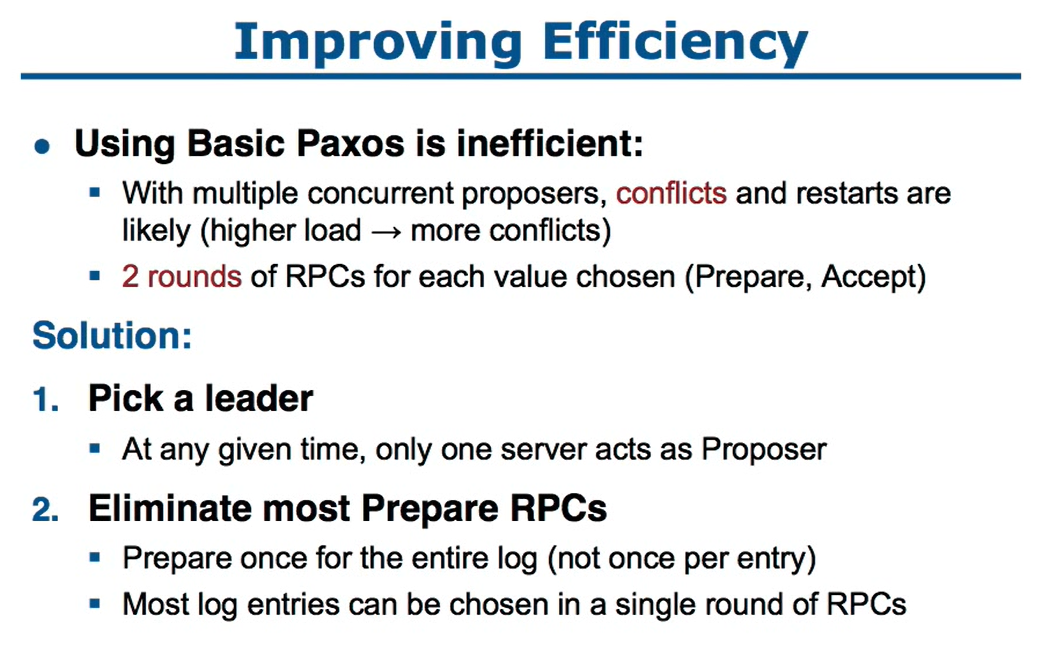 Improving Efficiency
● Using Basic Paxos is inefficient:
▪ With multiple concurrent proposers, conflicts and restarts are
likely (higher load → more conflicts)
▪ 2 rounds of RPCs for each value chosen (Prepare, Accept)
Solution:
1. Pick a leader
▪ At any given time, only one server acts as Proposer
2. Eliminate most Prepare RPCs
▪ Prepare once for the entire log (not once per entry)
▪ Most log entries can be chosen in a single round of RPCs